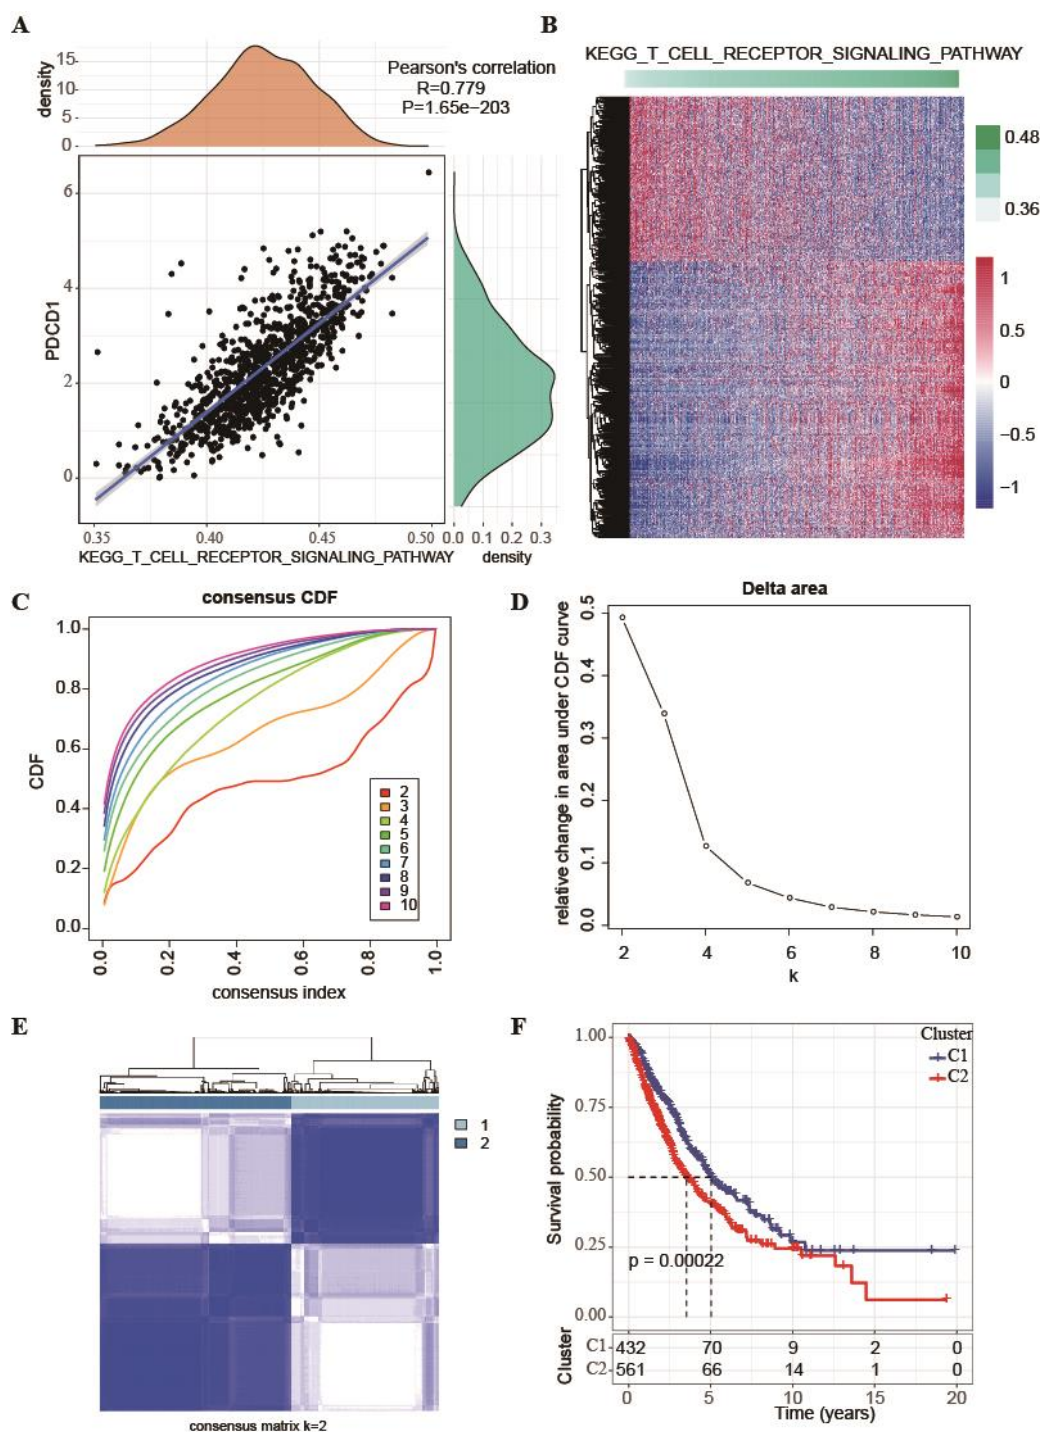 A
density
15
10
5
0
Pearson's correlation
R=0.779
P=1.65e−203
PDCD1
6
4
2
0
0.35 0.40 0.45 0.50
KEGG_T_CELL_RECEPTOR_SIGNALING_PATHWAY
0.0 0.1 0.2 0.3
density
B
KEGG_T_CELL_RECEPTOR_SIGNALING_PATHWAY
0.48
0.36
1
0.5
0
−0.5
−1
C
consensus CDF
CDF
1.0
0.8
0.6
0.4
0.2
0.0
2
3
4
5
6
7
8
9
10
0.0 0.2 0.4 0.6 0.8 1.0
consensus index
D
Delta area
relative change in area under CDF curve
0.5
0.4
0.3
0.2
0.1
0.0
2 4 6 8 10
k
E
1
2
consensus matrix k=2
F
Survival probability
1.00
0.75
0.50
0.25
0.00
Cluster
C1
C2
p = 0.00022
Cluster
C1 432 70 9 2 0
C2 561 66 14 1 0
0 5 10 15 20
Time (years)